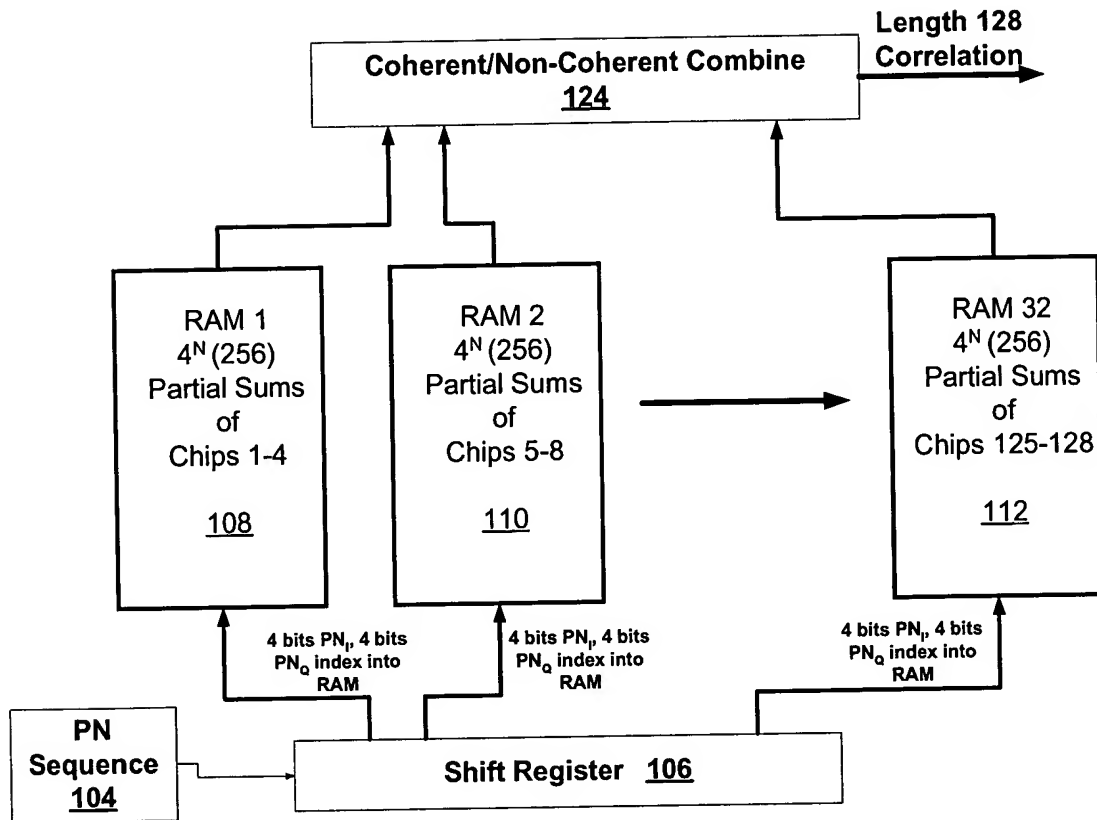 Length 128
Correlation
Coherent/Non-Coherent Combine
124
RAM 1
4^N (256)
Partial Sums
of
Chips 1-4
108
RAM 2
4^N (256)
Partial Sums
of
Chips 5-8
110
RAM 32
4^N (256)
Partial Sums
of
Chips 125-128
112
4 bits PN_I, 4 bits
PN_Q index into
RAM
4 bits PN_I, 4 bits
PN_Q index into
RAM
4 bits PN_I, 4 bits
PN_Q index into
RAM
PN
Sequence
104
Shift Register 106